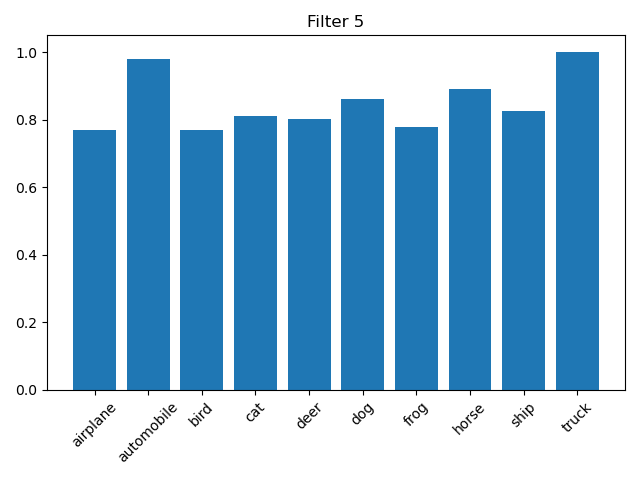 Filter 5
1.0
0.8
0.6
0.4
0.2
0.0
airplane
automobile
bird
cat
deer
dog
frog
horse
ship
truck